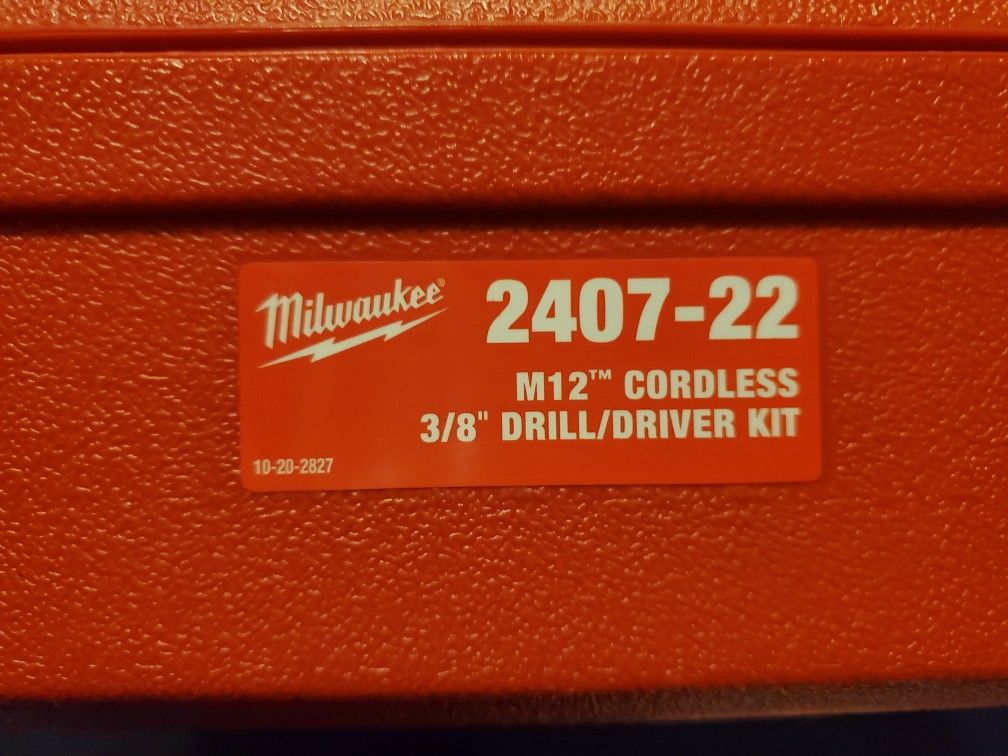 Milwaukee®
2407-22
M12™ CORDLESS
3/8" DRILL/DRIVER KIT
10-20-2827